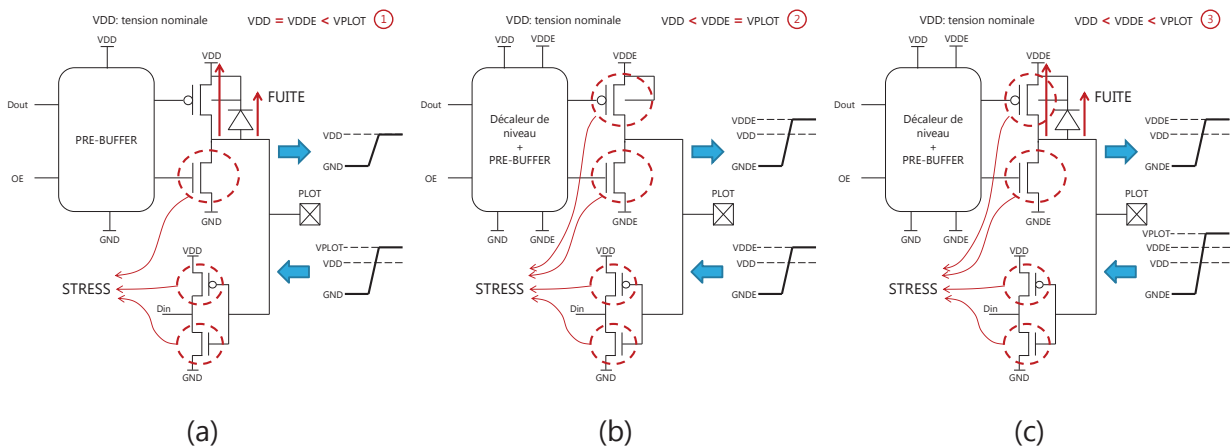 VDD: tension nominale VDD = VDDE < VPLOT 1
VDD
VDD
FUITE
Dout
PRE-BUFFER
VDD
GND
OE
PLOT
GND
GND
VDD
VPLOT
VDD
STRESS
GND
Din
GND
(a)
VDD: tension nominale VDD < VDDE = VPLOT 2
VDD VDDE
VDDE
Dout
Décaleur de
niveau
+
PRE-BUFFER
VDDE
VDD
GNDE
OE
PLOT
GND GNDE
GNDE
VDD
VDDE
VDD
STRESS
GNDE
Din
GND
(b)
VDD: tension nominale VDD < VDDE < VPLOT 3
VDD VDDE
VDDE
FUITE
Dout
Décaleur de
niveau
+
PRE-BUFFER
VDDE
VDD
GNDE
OE
PLOT
GND GNDE
GNDE
VDD
VPLOT
VDDE
VDD
STRESS
GNDE
Din
GND
(c)